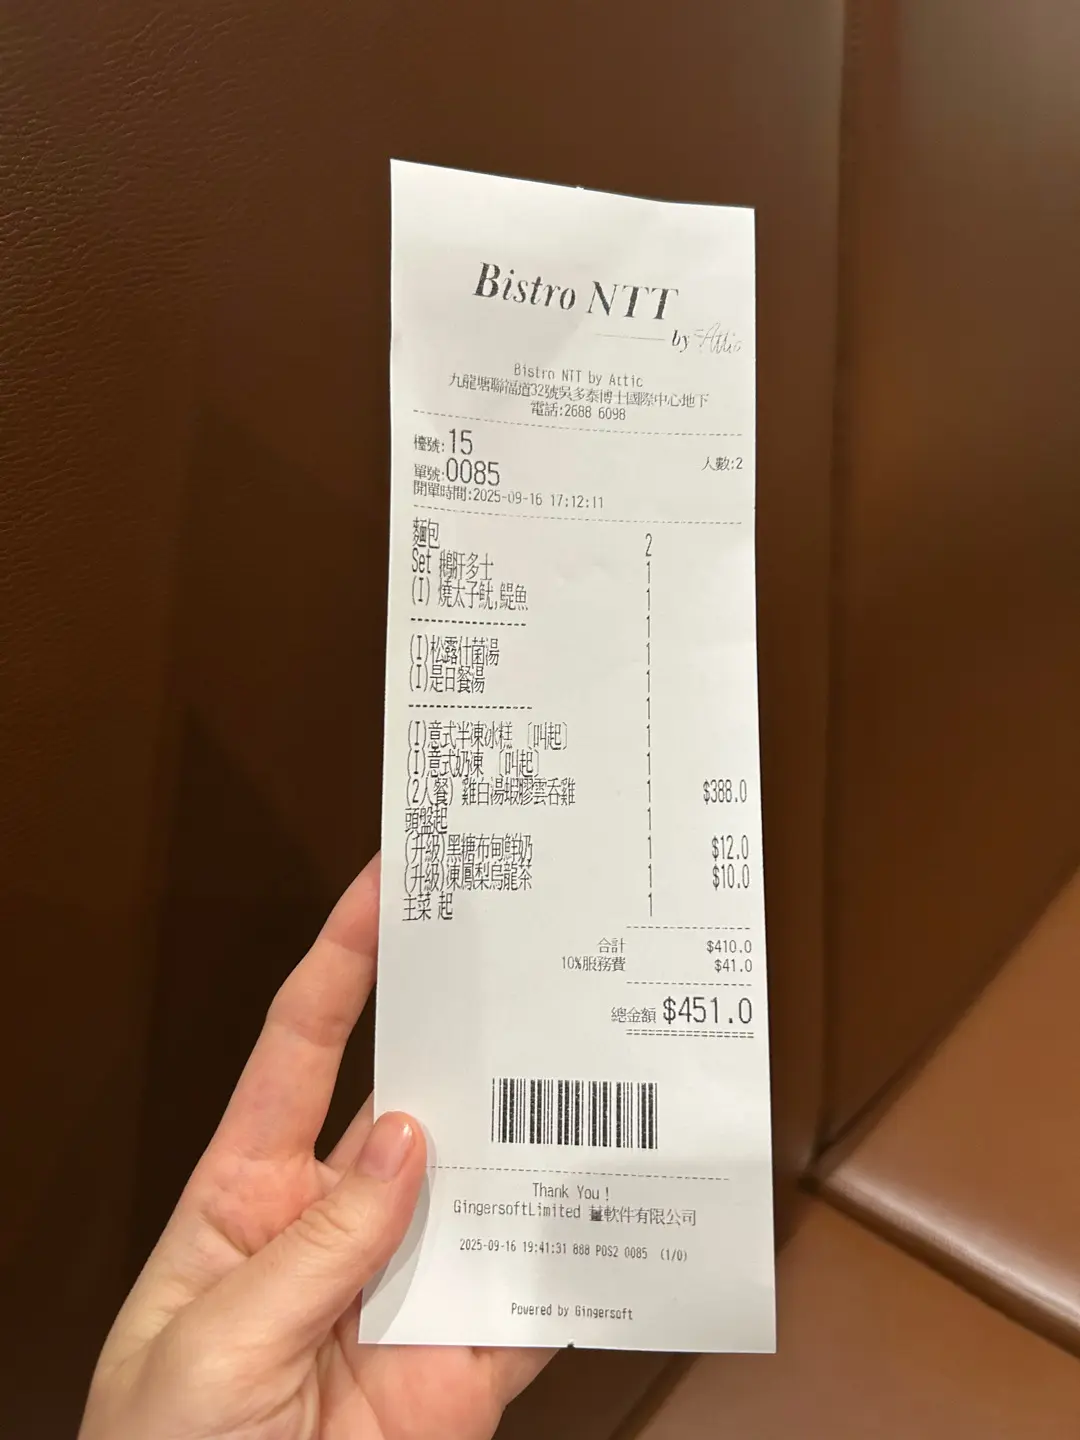 Bistro NTT
by Attic
Bistro NTT by Attic
九龍塘聯福道32號吳多泰博士國際中心地下
電話:2688 6098
檯號:15 人數:2
單號:0085
開單時間:2025-09-16 17:12:11
麵包 2
Set 鵝肝多士 1
(I) 燒太子魷,鯷魚 1
1
(I)松露什菌湯 1
(I)是日餐湯 1
1
(I)意式半凍冰糕 〔叫起〕 1
(I)意式奶凍 〔叫起〕 1
(2人餐) 雞白湯蝦膠雲吞雞 1 $388.0
頭盤起 1
(升級)黑糖布甸鮮奶 1 $12.0
(升級)凍鳳梨烏龍茶 1 $10.0
主菜 起 1
合計 $410.0
10%服務費 $41.0
總金額 $451.0
Thank You !
GingersoftLimited 軟件有限公司
2025-09-16 19:41:31 888 POS2 0085 (1/0)
Powered by Gingersoft